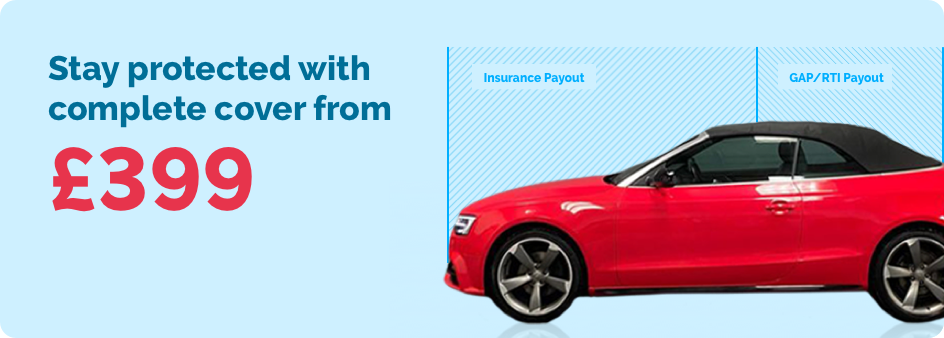 Stay protected with
complete cover from
£399
Insurance Payout
GAP/RTI Payout